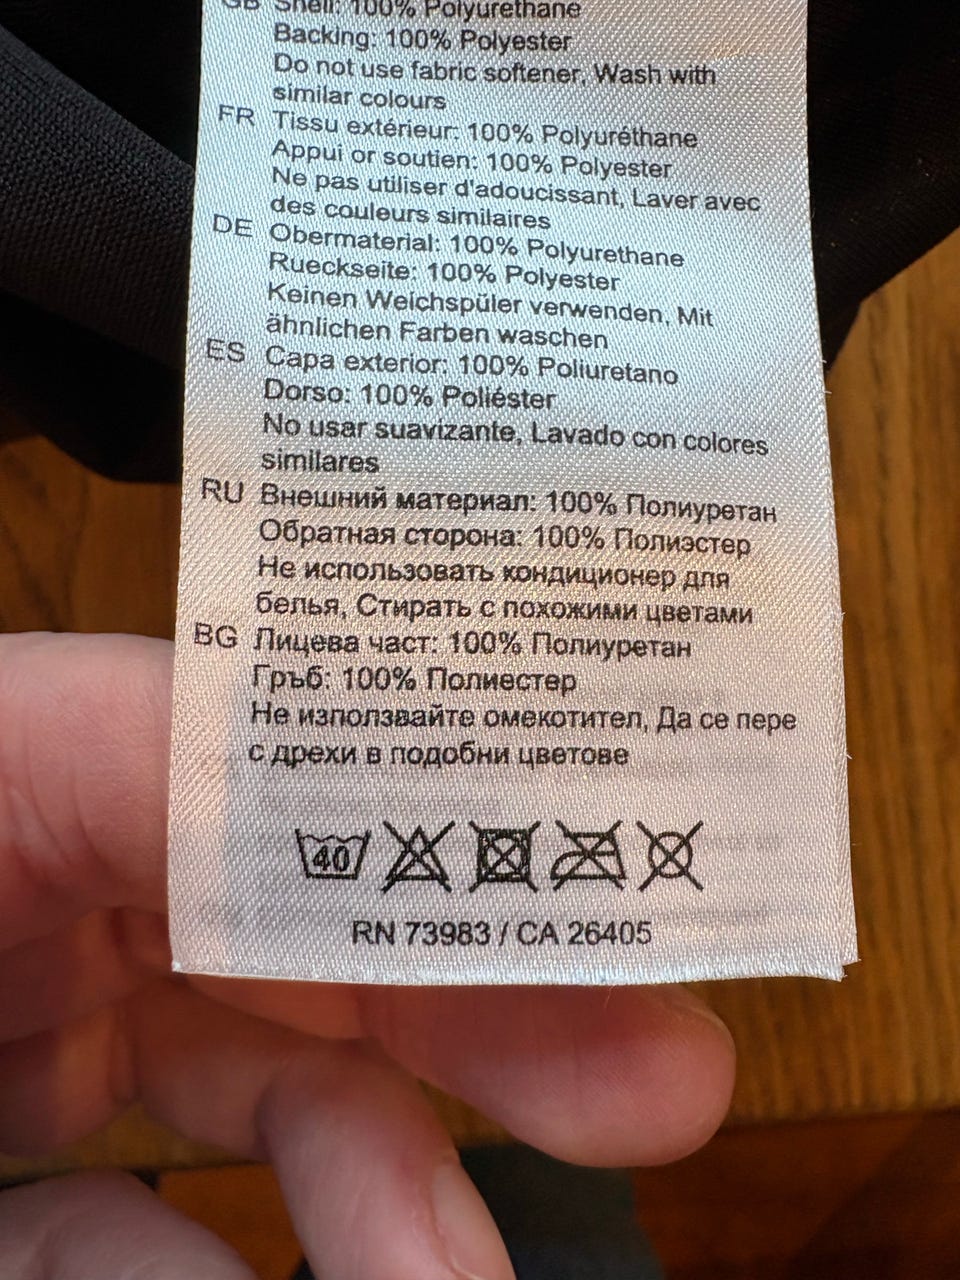 GB Shell: 100% Polyurethane
Backing: 100% Polyester
Do not use fabric softener, Wash with
similar colours
FR Tissu extérieur: 100% Polyuréthane
Appui or soutien: 100% Polyester
Ne pas utiliser d'adoucissant, Laver avec
des couleurs similaires
DE Obermaterial: 100% Polyurethane
Rueckseite: 100% Polyester
Keinen Weichspüler verwenden, Mit
ähnlichen Farben waschen
ES Capa exterior: 100% Poliuretano
Dorso: 100% Poliéster
No usar suavizante, Lavado con colores
similares
RU Внешний материал: 100% Полиуретан
Обратная сторона: 100% Полиэстер
Не использовать кондиционер для
белья, Стирать с похожими цветами
BG Лицева част: 100% Полиуретан
Гръб: 100% Полиестер
Не използвайте омекотител, Да се пере
с дрехи в подобни цветове
40
RN 73983 / CA 26405